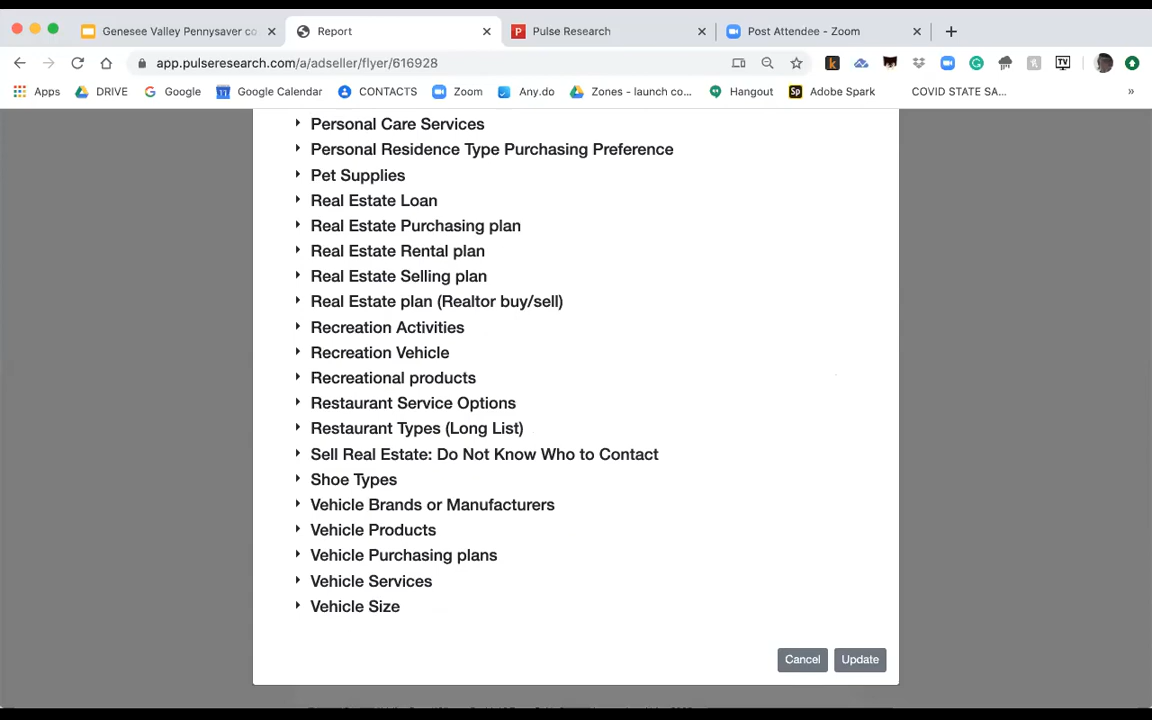 Genesee Valley Pennysaver co
Report
Pulse Research
Post Attendee - Zoom
app.pulseresearch.com/a/adseller/flyer/616928
Apps
DRIVE
Google
Google Calendar
CONTACTS
Zoom
Any.do
Zones - launch co...
Hangout
Adobe Spark
COVID STATE SA...
»
Personal Care Services
Personal Residence Type Purchasing Preference
Pet Supplies
Real Estate Loan
Real Estate Purchasing plan
Real Estate Rental plan
Real Estate Selling plan
Real Estate plan (Realtor buy/sell)
Recreation Activities
Recreation Vehicle
Recreational products
Restaurant Service Options
Restaurant Types (Long List)
Sell Real Estate: Do Not Know Who to Contact
Shoe Types
Vehicle Brands or Manufacturers
Vehicle Products
Vehicle Purchasing plans
Vehicle Services
Vehicle Size
Cancel
Update